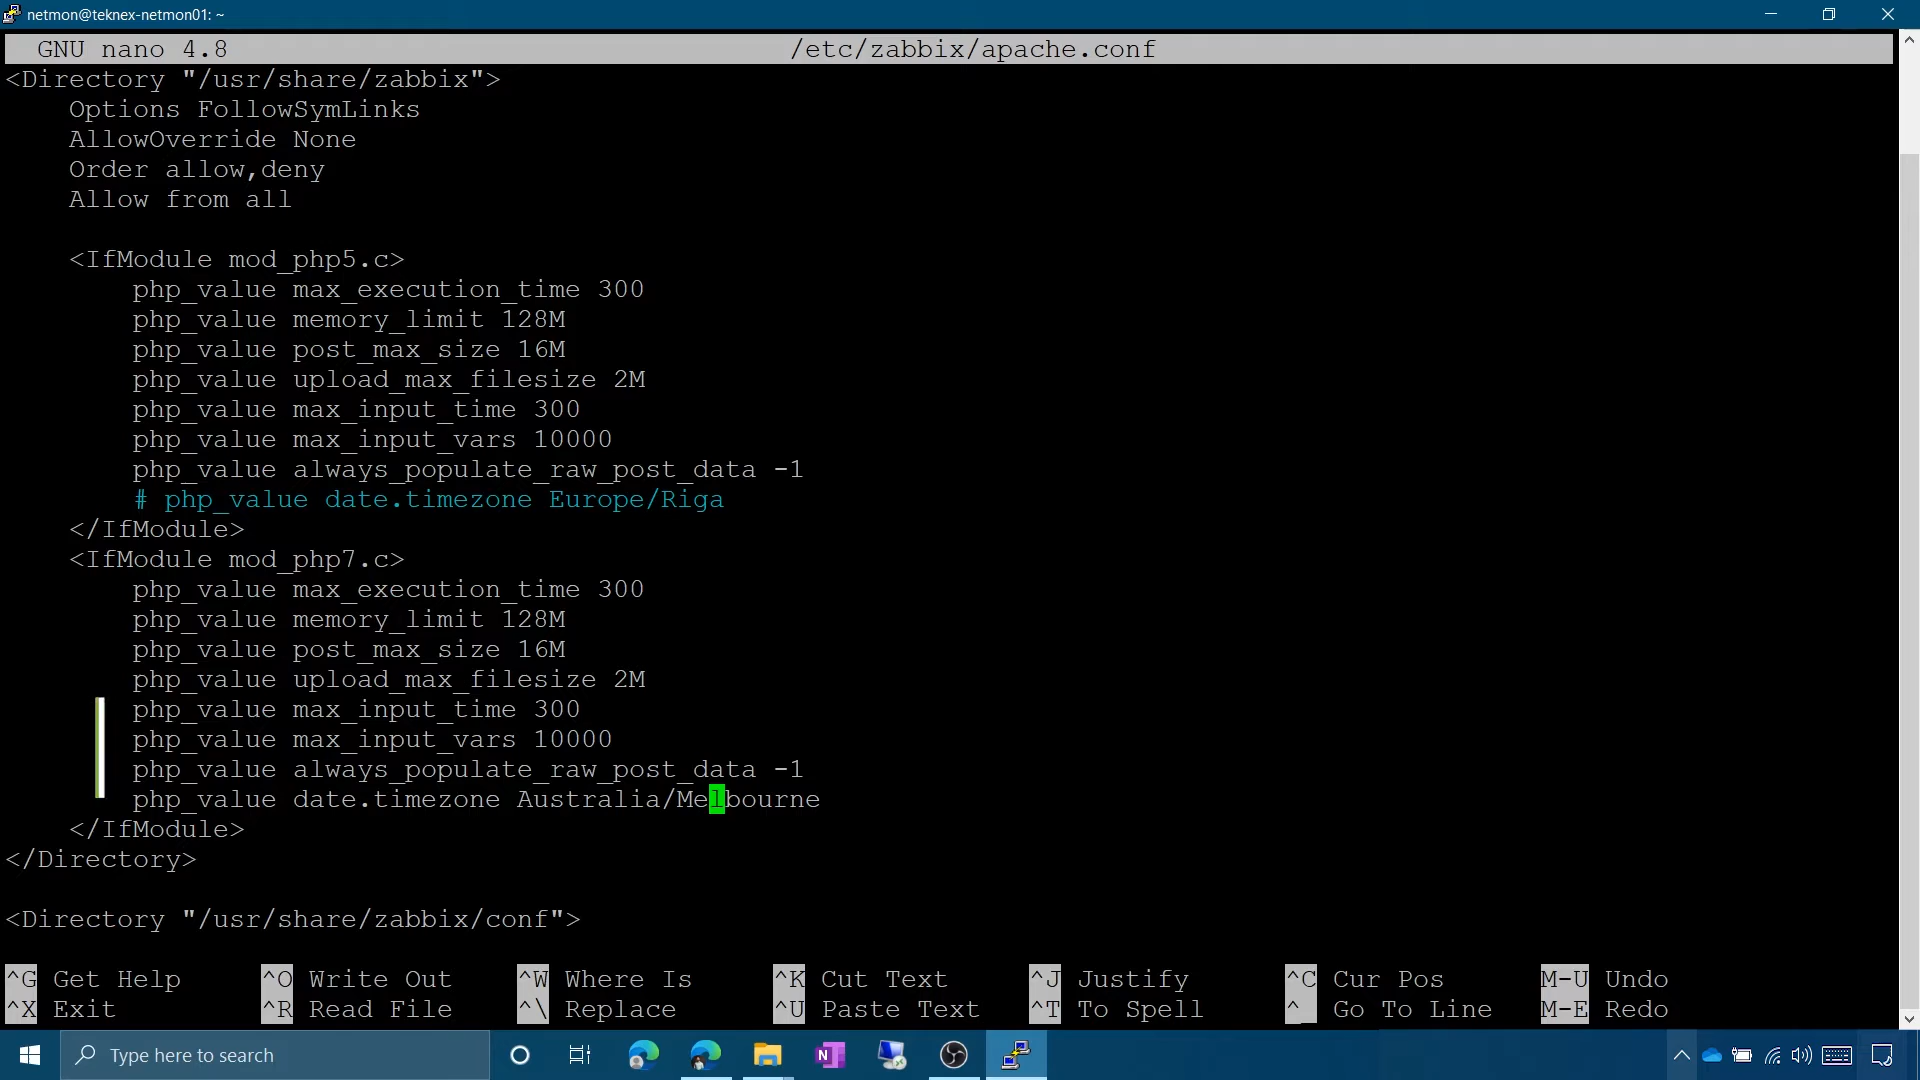 netmon@teknex-netmon01: ~
GNU nano 4.8 /etc/zabbix/apache.conf
<Directory "/usr/share/zabbix">
    Options FollowSymLinks
    AllowOverride None
    Order allow,deny
    Allow from all

    <IfModule mod_php5.c>
        php_value max_execution_time 300
        php_value memory_limit 128M
        php_value post_max_size 16M
        php_value upload_max_filesize 2M
        php_value max_input_time 300
        php_value max_input_vars 10000
        php_value always_populate_raw_post_data -1
        # php_value date.timezone Europe/Riga
    </IfModule>
    <IfModule mod_php7.c>
        php_value max_execution_time 300
        php_value memory_limit 128M
        php_value post_max_size 16M
        php_value upload_max_filesize 2M
        php_value max_input_time 300
        php_value max_input_vars 10000
        php_value always_populate_raw_post_data -1
        php_value date.timezone Australia/Melbourne
    </IfModule>
</Directory>

<Directory "/usr/share/zabbix/conf">

^G Get Help ^O Write Out ^W Where Is ^K Cut Text ^J Justify ^C Cur Pos M-U Undo
^X Exit ^R Read File ^\ Replace ^U Paste Text ^T To Spell ^_ Go To Line M-E Redo
Type here to search